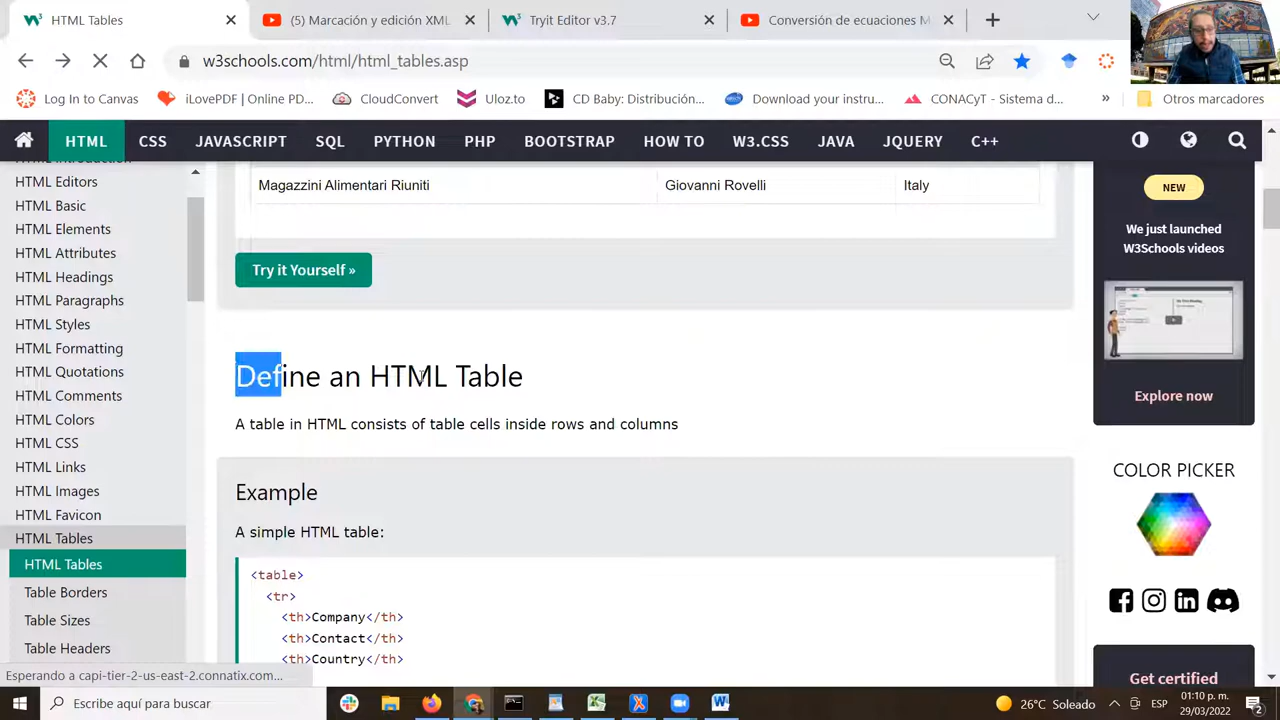 HTML Tables
(5) Marcación y edición XML
Tryit Editor v3.7
Conversión de ecuaciones M
w3schools.com/html/html_tables.asp
Log In to Canvas
iLovePDF | Online PD...
CloudConvert
Uloz.to
CD Baby: Distribución...
Download your instru...
CONACyT - Sistema d...
»
Otros marcadores
HTML
CSS
JAVASCRIPT
SQL
PYTHON
PHP
BOOTSTRAP
HOW TO
W3.CSS
JAVA
JQUERY
C++
HTML Introduction
HTML Editors
HTML Basic
HTML Elements
HTML Attributes
HTML Headings
HTML Paragraphs
HTML Styles
HTML Formatting
HTML Quotations
HTML Comments
HTML Colors
HTML CSS
HTML Links
HTML Images
HTML Favicon
HTML Tables
HTML Tables
Table Borders
Table Sizes
Table Headers
Magazzini Alimentari Riuniti
Giovanni Rovelli
Italy
Try it Yourself »
Define an HTML Table
A table in HTML consists of table cells inside rows and columns
Example
A simple HTML table:
<table>
<tr>
<th>Company</th>
<th>Contact</th>
<th>Country</th>
NEW
We just launched
W3Schools videos
Explore now
COLOR PICKER
Get certified
Esperando a capi-tier-2-us-east-2.connatix.com...
Escribe aquí para buscar
26°C Soleado
ESP
01:10 p. m.
29/03/2022
2